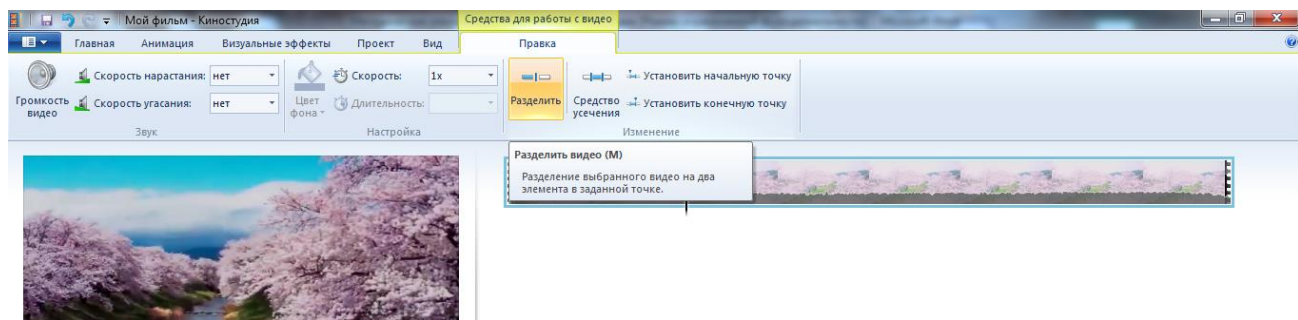 Мой фильм - Киностудия
Средства для работы с видео
Главная Анимация Визуальные эффекты Проект Вид Правка
Скорость нарастания: нет
Скорость угасания: нет
Громкость видео
Звук
Цвет фона
Скорость: 1x
Длительность:
Настройка
Разделить
Средство усечения
Установить начальную точку
Установить конечную точку
Изменение
Разделить видео (M)
Разделение выбранного видео на два
элемента в заданной точке.